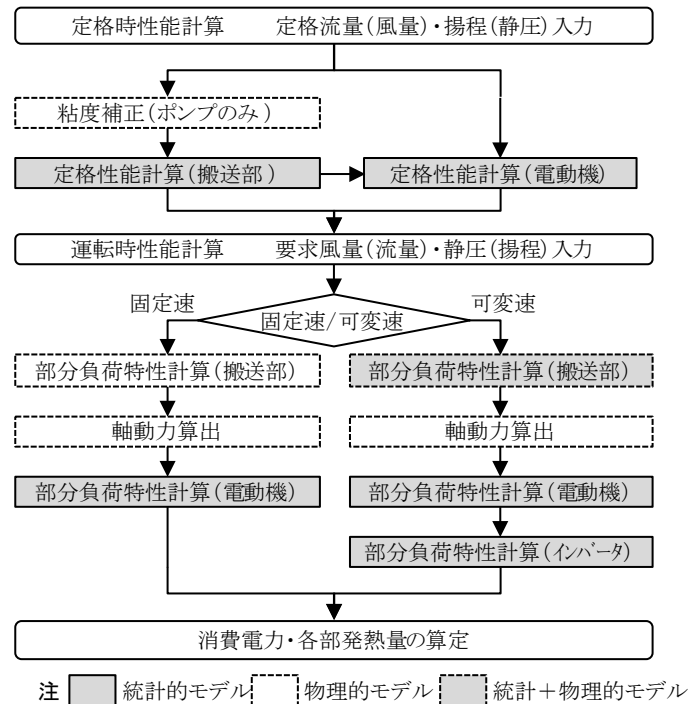 定格時性能計算 定格流量(風量)・揚程(静圧)入力
粘度補正(ポンプのみ)
定格性能計算(搬送部) 定格性能計算(電動機)
運転時性能計算 要求風量(流量)・静圧(揚程)入力
固定速 固定速/可変速 可変速
部分負荷特性計算(搬送部) 部分負荷特性計算(搬送部)
軸動力算出 軸動力算出
部分負荷特性計算(電動機) 部分負荷特性計算(電動機)
部分負荷特性計算(インバータ)
消費電力・各部発熱量の算定
注 統計的モデル 物理的モデル 統計+物理的モデル